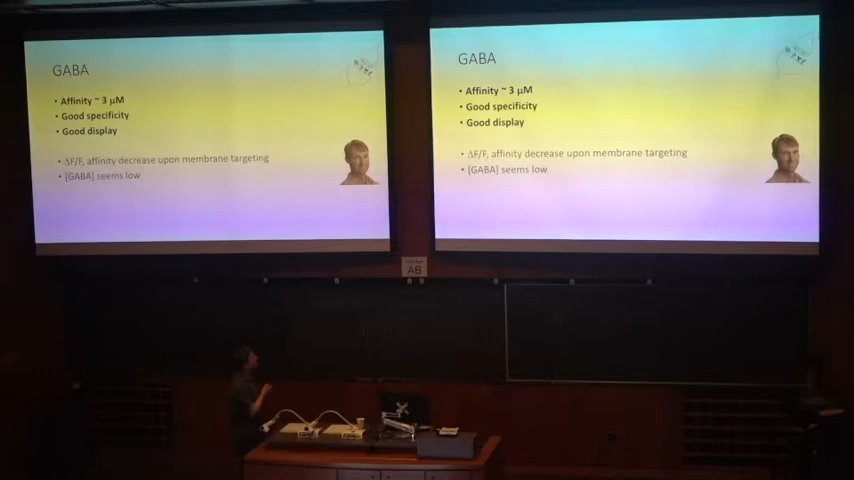 GABA
• Affinity ~ 3 μM
• Good specificity
• Good display
• ΔF/F, affinity decrease upon membrane targeting
• [GABA] seems low
GABA
• Affinity ~ 3 μM
• Good specificity
• Good display
• ΔF/F, affinity decrease upon membrane targeting
• [GABA] seems low
AB